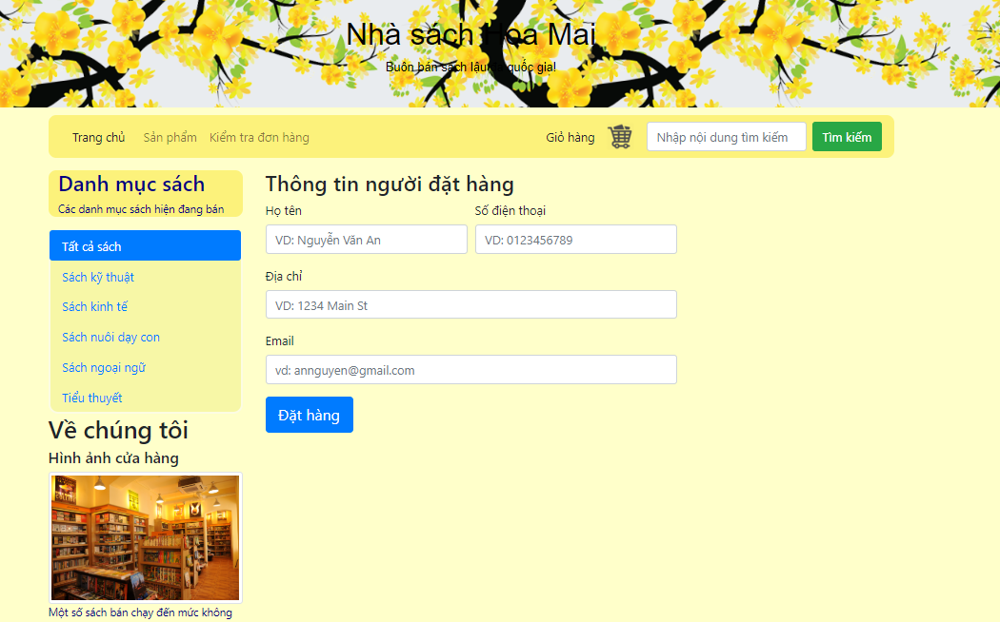 Nhà sách Hoa Mai
Buôn bán sách lậu quốc gia!
Trang chủ Sản phẩm Kiểm tra đơn hàng Giỏ hàng Nhập nội dung tìm kiếm Tìm kiếm
Danh mục sách
Các danh mục sách hiện đang bán
Tất cả sách
Sách kỹ thuật
Sách kinh tế
Sách nuôi dạy con
Sách ngoại ngữ
Tiểu thuyết
Về chúng tôi
Hình ảnh cửa hàng
Một số sách bán chạy đến mức không
Thông tin người đặt hàng
Họ tên Số điện thoại
VD: Nguyễn Văn An VD: 0123456789
Địa chỉ
VD: 1234 Main St
Email
vd: annguyen@gmail.com
Đặt hàng